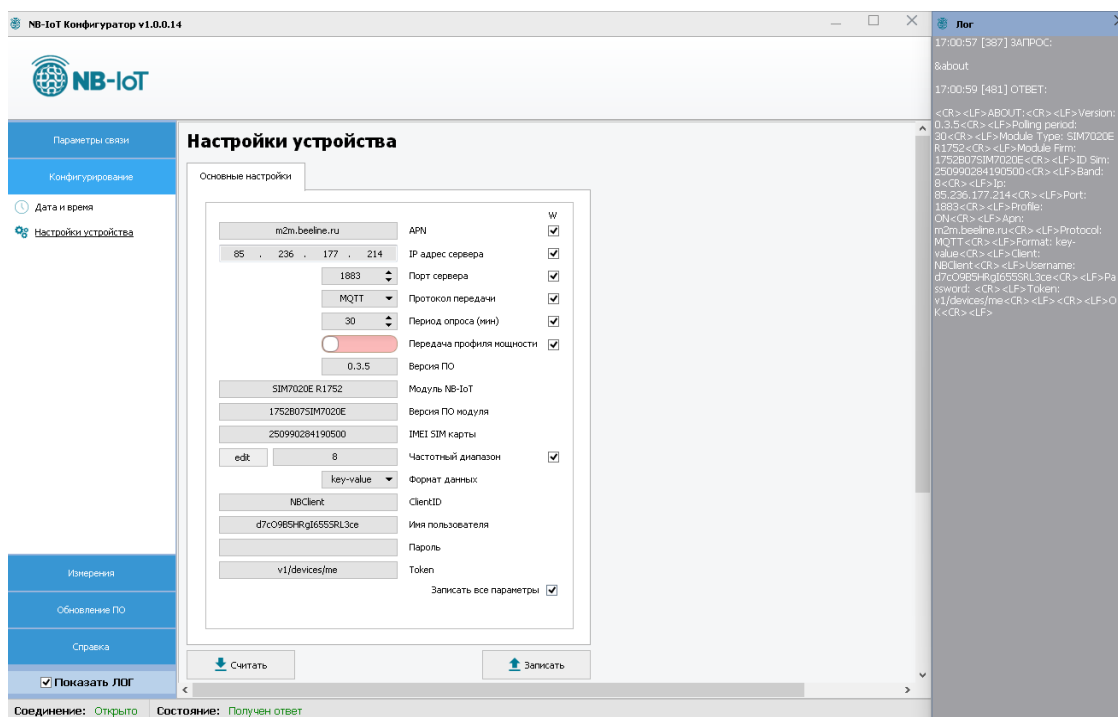 NB-IoT Конфигуратор v1.0.0.14
NB-IoT
Параметры связи
Конфигурирование
Дата и время
Настройки устройства
Измерения
Обновление ПО
Справка
Показать ЛОГ
Настройки устройства
Основные настройки
W
m2m.beeline.ru APN
85 . 236 . 177 . 214 IP адрес сервера
1883 Порт сервера
MQTT Протокол передачи
30 Период опроса (мин)
Передача профиля мощности
0.3.5 Версия ПО
SIM7020E R1752 Модуль NB-IoT
1752B07SIM7020E Версия ПО модуля
250990284190500 IMEI SIM карты
edit 8 Частотный диапазон
key-value Формат данных
NBClient ClientID
d7cO9B5HRgI655SRL3ce Имя пользователя
Пароль
v1/devices/me Token
Записать все параметры
Считать
Записать
Соединение: Открыто Состояние: Получен ответ
Лог
17:00:57 [387] ЗАПРОС:
&about
17:00:59 [481] ОТВЕТ:
<CR><LF>ABOUT:<CR><LF>Version:
0.3.5<CR><LF>Polling period:
30<CR><LF>Module Type: SIM7020E
R1752<CR><LF>Module Firm:
1752B07SIM7020E<CR><LF>ID Sim:
250990284190500<CR><LF>Band:
8<CR><LF>Ip:
85.236.177.214<CR><LF>Port:
1883<CR><LF>Profile:
ON<CR><LF>Apn:
m2m.beeline.ru<CR><LF>Protocol:
MQTT<CR><LF>Format: key-
value<CR><LF>Client:
NBClient<CR><LF>Username:
d7cO9B5HRgI655SRL3ce<CR><LF>Pa
ssword: <CR><LF>Token:
v1/devices/me<CR><LF><CR><LF>O
K<CR><LF>